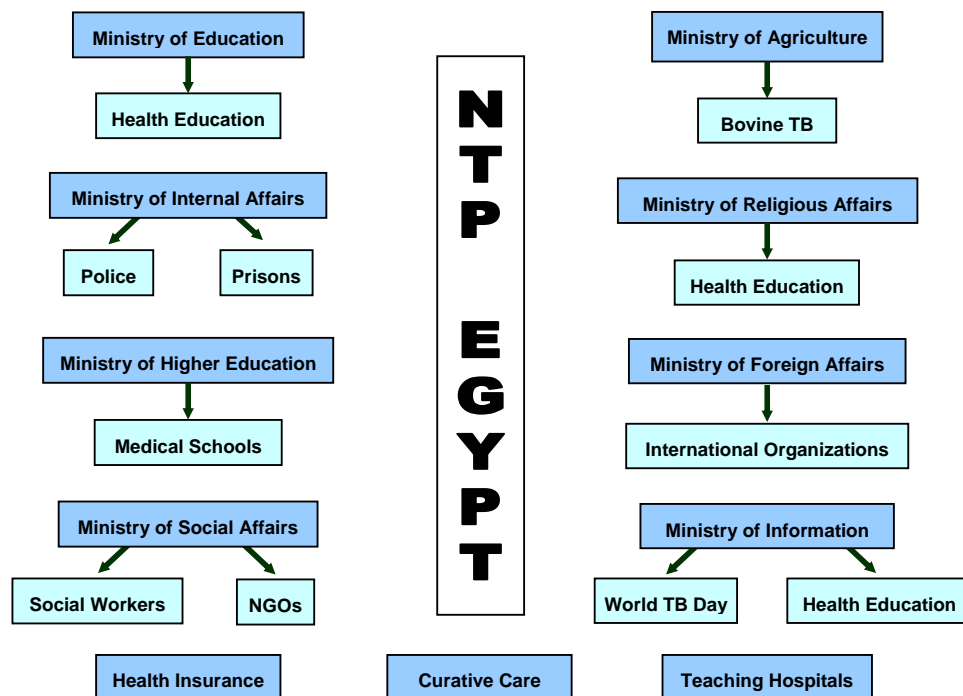 Ministry of Education
Health Education
Ministry of Internal Affairs
Police
Prisons
Ministry of Higher Education
Medical Schools
Ministry of Social Affairs
Social Workers
NGOs
Health Insurance
NTP EGYPT
Curative Care
Ministry of Agriculture
Bovine TB
Ministry of Religious Affairs
Health Education
Ministry of Foreign Affairs
International Organizations
Ministry of Information
World TB Day
Health Education
Teaching Hospitals